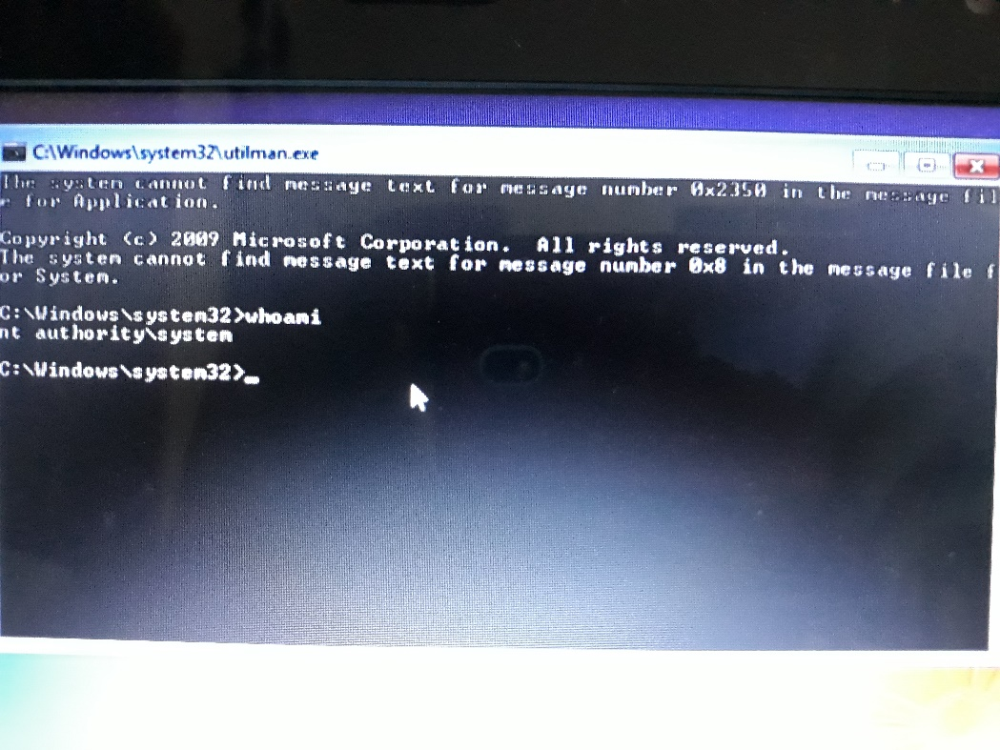 C:\Windows\system32\utilman.exe
The system cannot find message text for message number 0x2350 in the message fil
e for Application.
Copyright (c) 2009 Microsoft Corporation.  All rights reserved.
The system cannot find message text for message number 0x8 in the message file f
or System.
C:\Windows\system32>whoami
nt authority\system
C:\Windows\system32>_